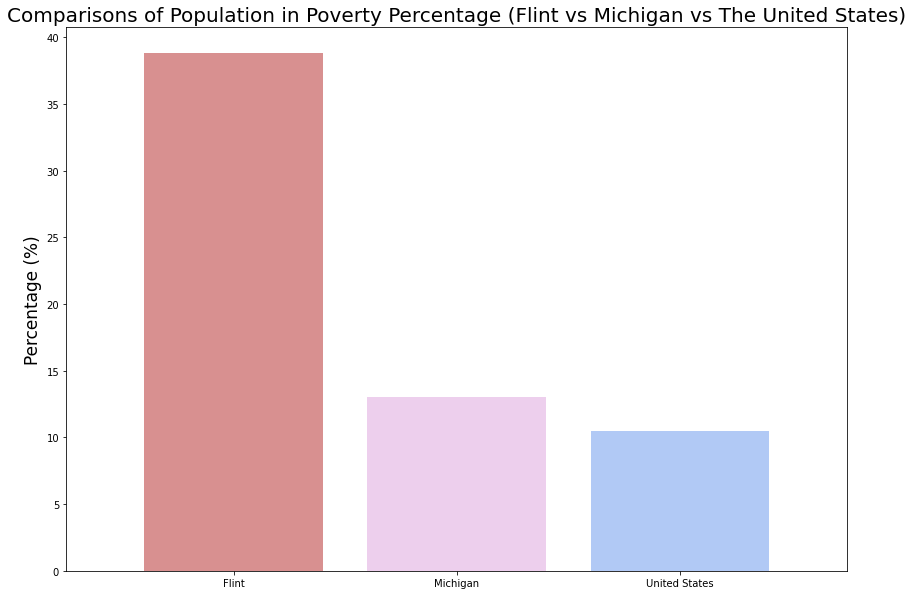 Comparisons of Population in Poverty Percentage (Flint vs Michigan vs The United States)
Percentage (%)
40
35
30
25
20
15
10
5
0
Flint
Michigan
United States